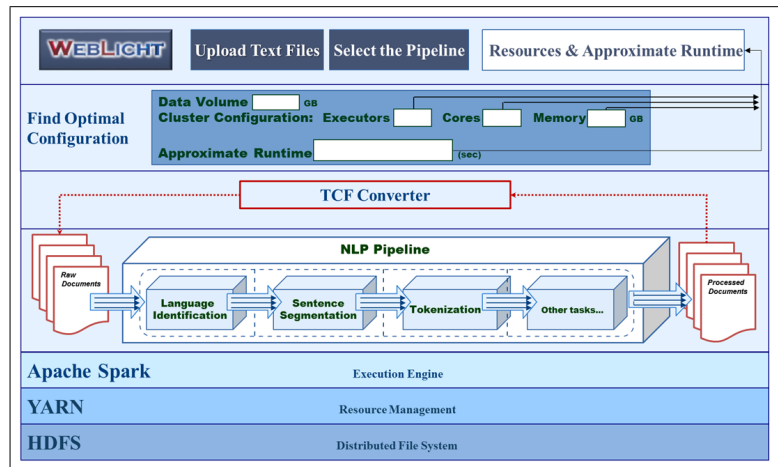 WEBLIGHT
Upload Text Files
Select the Pipeline
Resources & Approximate Runtime
Find Optimal
Configuration
Data Volume GB
Cluster Configuration: Executors Cores Memory GB
Approximate Runtime (sec)
TCF Converter
NLP Pipeline
Raw
Documents
Language
Identification
Sentence
Segmentation
Tokenization
Other tasks...
Processed
Documents
Apache Spark Execution Engine
YARN Resource Management
HDFS Distributed File System